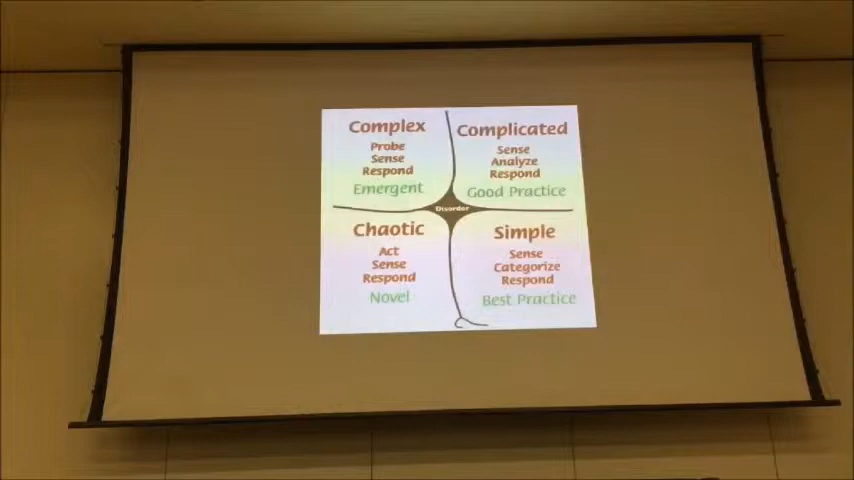 Complex
Probe
Sense
Respond
Emergent
Complicated
Sense
Analyze
Respond
Good Practice
Disorder
Chaotic
Act
Sense
Respond
Novel
Simple
Sense
Categorize
Respond
Best Practice